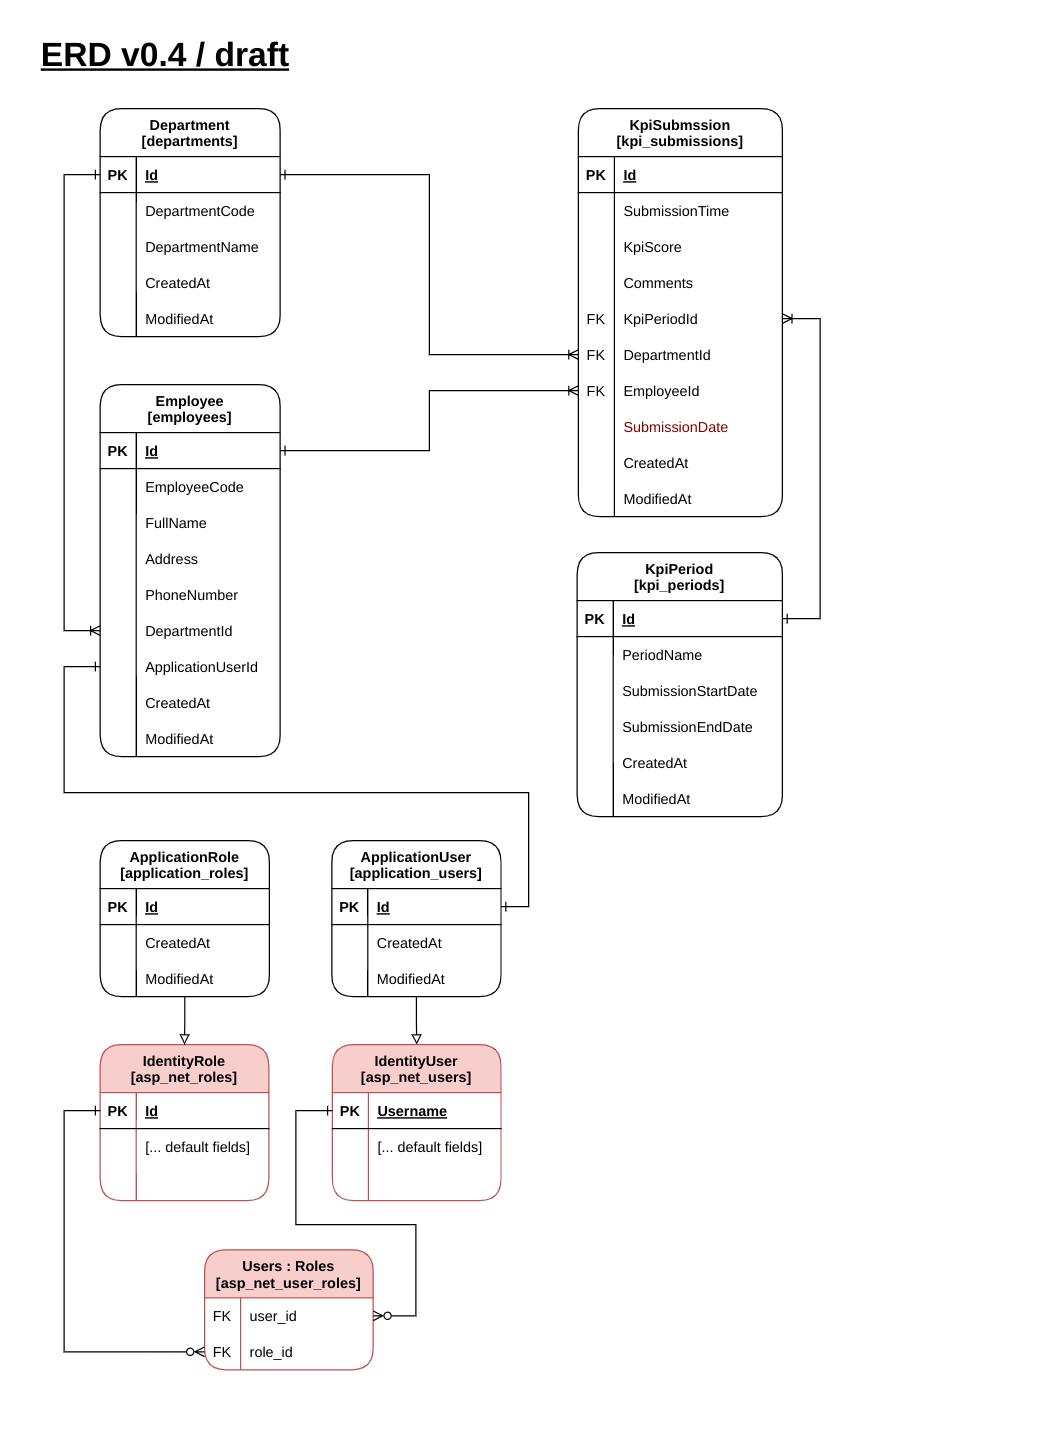 ERD v0.4 / draft
Department
[departments]
PK Id
DepartmentCode
DepartmentName
CreatedAt
ModifiedAt
KpiSubmssion
[kpi_submissions]
PK Id
SubmissionTime
KpiScore
Comments
FK KpiPeriodId
FK DepartmentId
FK EmployeeId
SubmissionDate
CreatedAt
ModifiedAt
Employee
[employees]
PK Id
EmployeeCode
FullName
Address
PhoneNumber
DepartmentId
ApplicationUserId
CreatedAt
ModifiedAt
KpiPeriod
[kpi_periods]
PK Id
PeriodName
SubmissionStartDate
SubmissionEndDate
CreatedAt
ModifiedAt
ApplicationRole
[application_roles]
PK Id
CreatedAt
ModifiedAt
ApplicationUser
[application_users]
PK Id
CreatedAt
ModifiedAt
IdentityRole
[asp_net_roles]
PK Id
[... default fields]
IdentityUser
[asp_net_users]
PK Username
[... default fields]
Users : Roles
[asp_net_user_roles]
FK user_id
FK role_id